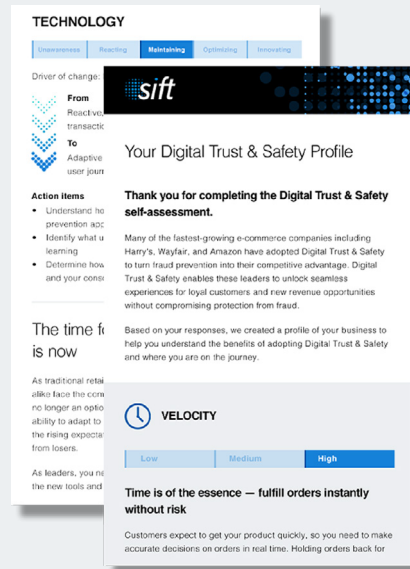 TECHNOLOGY
Unawareness Reacting Maintaining Optimizing Innovating
Driver of change:
From
Reactive,
transactic
To
Adaptive
user journ
Action items
• Understand ho
prevention app
• Identify what u
learning
• Determine how
and your cons
The time fo
is now
As traditional retai
alike face the com
no longer an optio
ability to adapt to
the rising expecta
from losers.
As leaders, you ne
the new tools and
sift
Your Digital Trust & Safety Profile
Thank you for completing the Digital Trust & Safety
self-assessment.
Many of the fastest-growing e-commerce companies including
Harry's, Wayfair, and Amazon have adopted Digital Trust & Safety
to turn fraud prevention into their competitive advantage. Digital
Trust & Safety enables these leaders to unlock seamless
experiences for loyal customers and new revenue opportunities
without compromising protection from fraud.
Based on your responses, we created a profile of your business to
help you understand the benefits of adopting Digital Trust & Safety
and where you are on the journey.
VELOCITY
Low Medium High
Time is of the essence — fulfill orders instantly
without risk
Customers expect to get your product quickly, so you need to make
accurate decisions on orders in real time. Holding orders back for